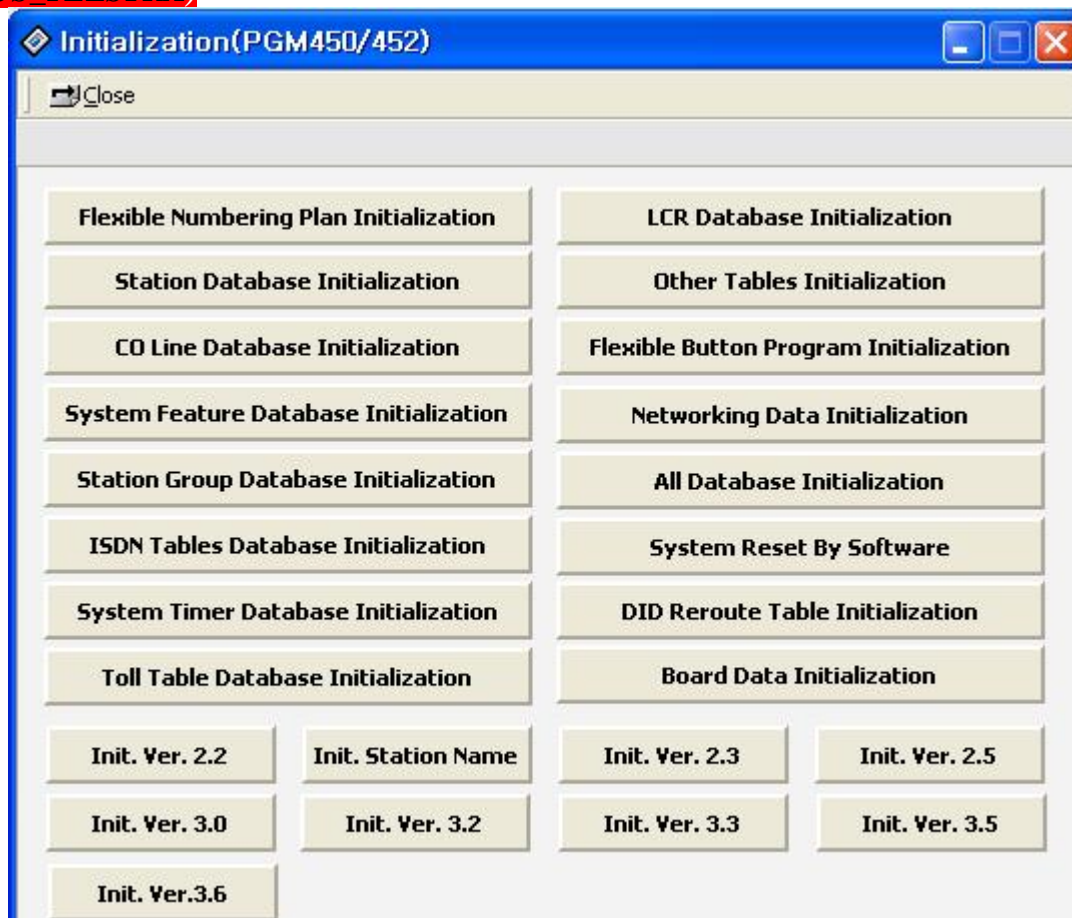 Initialization(PGM450/452)
Close
Flexible Numbering Plan Initialization
LCR Database Initialization
Station Database Initialization
Other Tables Initialization
CO Line Database Initialization
Flexible Button Program Initialization
System Feature Database Initialization
Networking Data Initialization
Station Group Database Initialization
All Database Initialization
ISDN Tables Database Initialization
System Reset By Software
System Timer Database Initialization
DID Reroute Table Initialization
Toll Table Database Initialization
Board Data Initialization
Init. Ver. 2.2 Init. Station Name Init. Ver. 2.3 Init. Ver. 2.5
Init. Ver. 3.0 Init. Ver. 3.2 Init. Ver. 3.3 Init. Ver. 3.5
Init. Ver.3.6